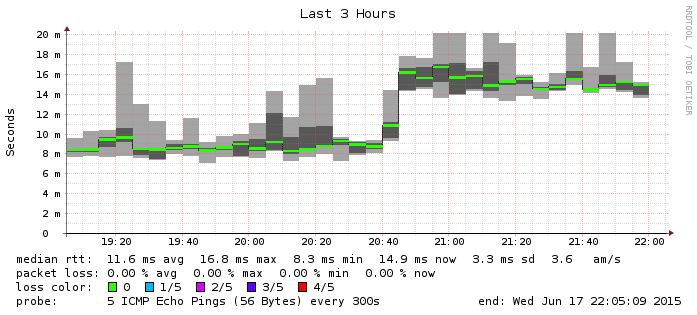 Last 3 Hours
RRDTOOL / TOBI OETIKER
Seconds
20 m
18 m
16 m
14 m
12 m
10 m
8 m
6 m
4 m
2 m
0
19:20 19:40 20:00 20:20 20:40 21:00 21:20 21:40 22:00
median rtt: 11.6 ms avg 16.8 ms max 8.3 ms min 14.9 ms now 3.3 ms sd 3.6 am/s
packet loss: 0.00 % avg 0.00 % max 0.00 % min 0.00 % now
loss color: 0 1/5 2/5 3/5 4/5
probe: 5 ICMP Echo Pings (56 Bytes) every 300s end: Wed Jun 17 22:05:09 2015